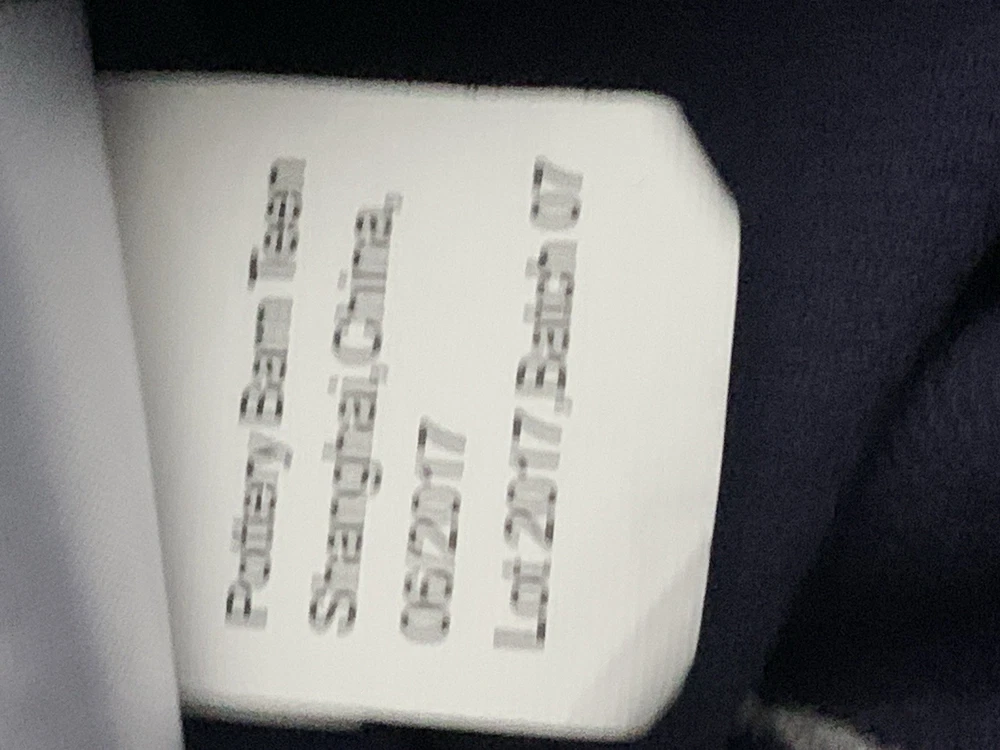 Pottery Barn Teen
Shanghai, China,
06/2017
Lot 2017, Batch 07